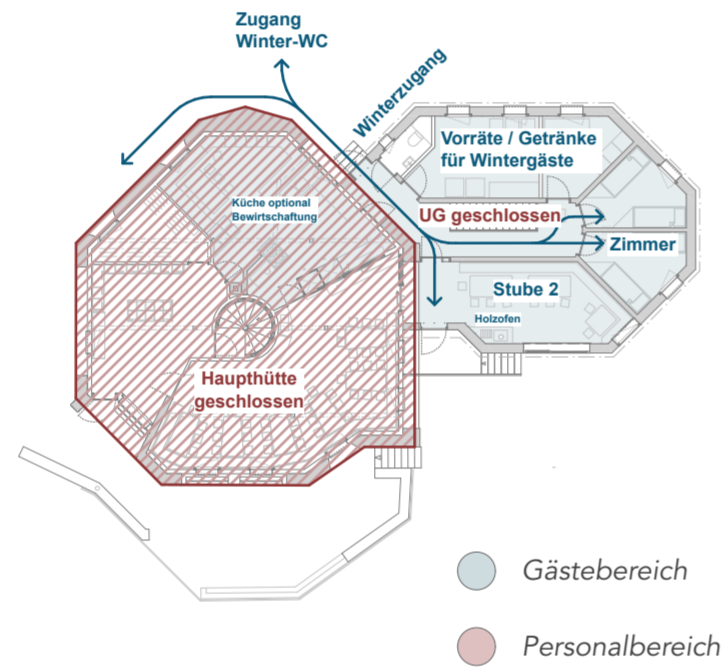 Zugang
Winter-WC
Winterzugang
Vorräte / Getränke
für Wintergäste
Küche optional
Bewirtschaftung
UG geschlossen
Zimmer
Stube 2
Holzofen
Haupthütte
geschlossen
Gästebereich
Personalbereich